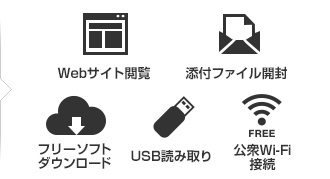 Webサイト閲覧
添付ファイル開封
フリーソフト
ダウンロード
USB読み取り
FREE
公衆Wi-Fi
接続